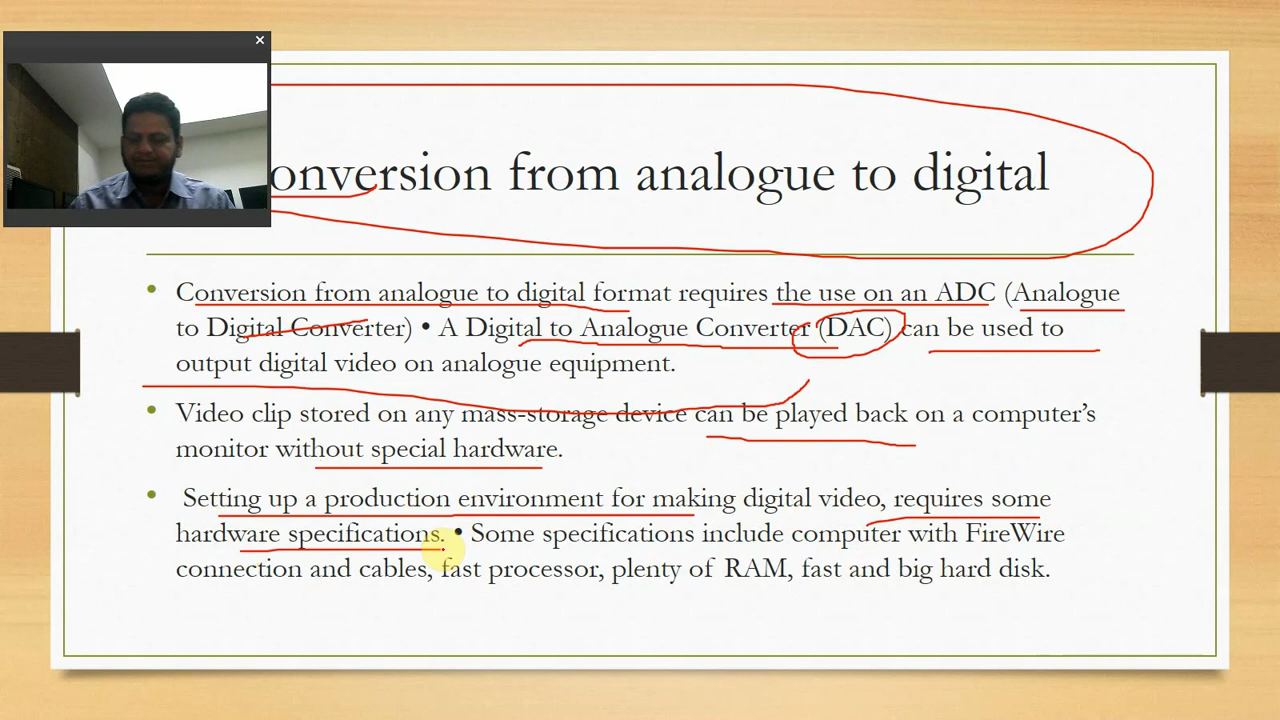 onversion from analogue to digital
• Conversion from analogue to digital format requires the use on an ADC (Analogue
to Digital Converter) • A Digital to Analogue Converter (DAC) can be used to
output digital video on analogue equipment.
• Video clip stored on any mass-storage device can be played back on a computer’s
monitor without special hardware.
• Setting up a production environment for making digital video, requires some
hardware specifications. • Some specifications include computer with FireWire
connection and cables, fast processor, plenty of RAM, fast and big hard disk.